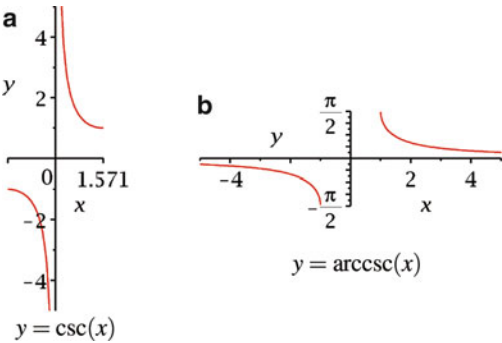 a
4
y
2
0
1.571
x
−2
−4
y = csc(x)
b
π
2
y
−4
2
4
−π
2
x
y = arccsc(x)